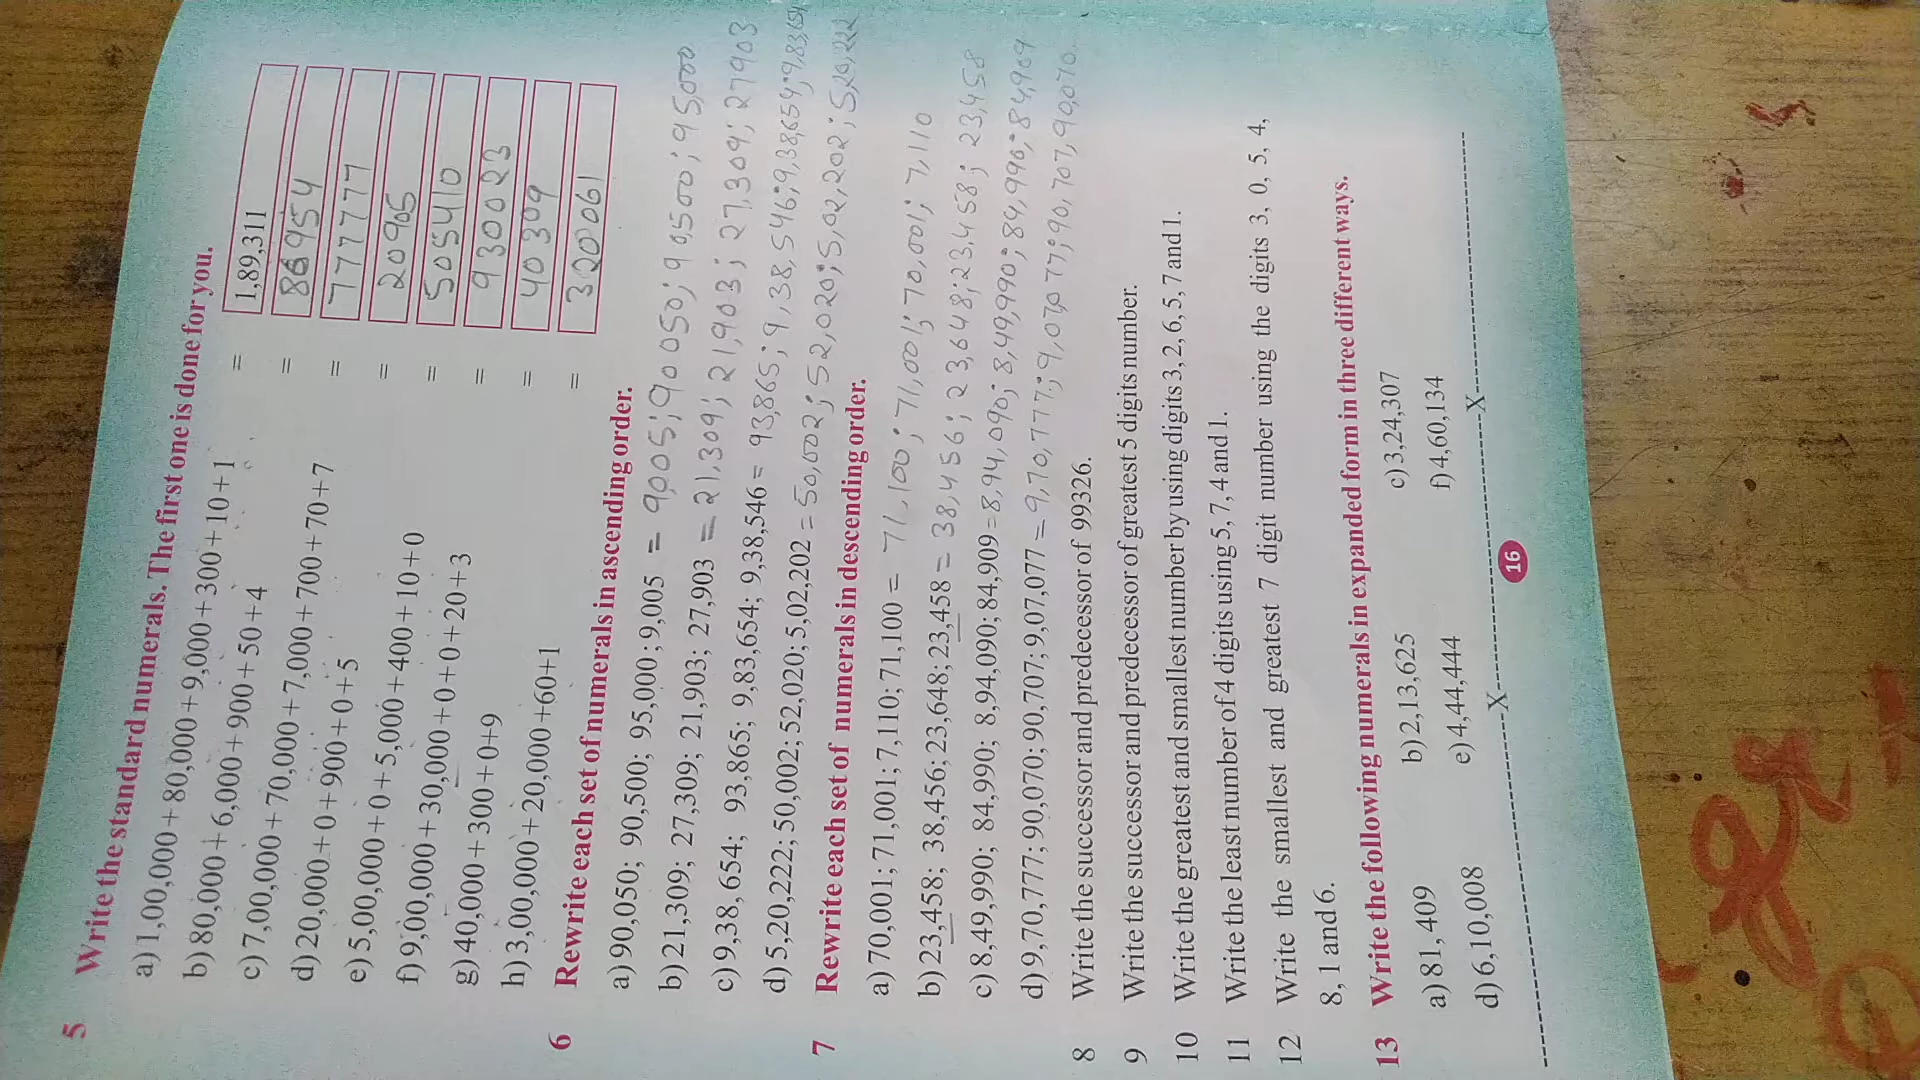 5 Write the standard numerals. The first one is done for you.
a) 1,00,000+80,000+9,000+300+10+1 = 1,89,311
b) 80,000+6,000+900+50+4 = 86954
c) 7,00,000+70,000+7,000+700+70+7 = 777777
d) 20,000+0+900+0+5 = 20905
e) 5,00,000+0+5,000+400+10+0 = 505410
f) 9,00,000+30,000+0+0+20+3 = 930023
g) 40,000+300+0+9 = 40309
h) 3,00,000+20,000+60+1 = 320061
6 Rewrite each set of numerals in ascending order.
a) 90,050; 90,500; 95,000; 9,005 = 9,005; 90050; 90,500; 95,000
b) 21,309; 27,309; 21,903; 27,903 = 21,309; 21,903; 27,309; 27903
c) 9,38,654; 93,865; 9,83,654; 9,38,546 = 93,865; 9,38,546; 9,38,654; 9,83,654
d) 5,20,222; 50,002; 52,020; 5,02,202 = 50,002; 52,020; 5,02,202; 5,20,222
7 Rewrite each set of numerals in descending order.
a) 70,001; 71,001; 7,110; 71,100 = 71,100; 71,001; 70,001; 7,110
b) 23,458; 38,456; 23,648; 23,458 = 38,456; 23,648; 23,458; 23,458
c) 8,49,990; 84,990; 8,94,090; 84,909 = 8,94,090; 8,49,990; 84,990; 84,909
d) 9,70,777; 90,070; 90,707; 9,07,077 = 9,70,777; 9,07,077; 90,707, 90,070.
8 Write the successor and predecessor of 99326.
9 Write the successor and predecessor of greatest 5 digits number.
10 Write the greatest and smallest number by using digits 3, 2, 6, 5, 7 and 1.
11 Write the least number of 4 digits using 5, 7, 4 and 1.
12 Write the smallest and greatest 7 digit number using the digits 3, 0, 5, 4,
8, 1 and 6.
13 Write the following numerals in expanded form in three different ways.
a) 81,409 b) 2,13,625 c) 3,24,307
d) 6,10,008 e) 4,44,444 f) 4,60,134
X X
16